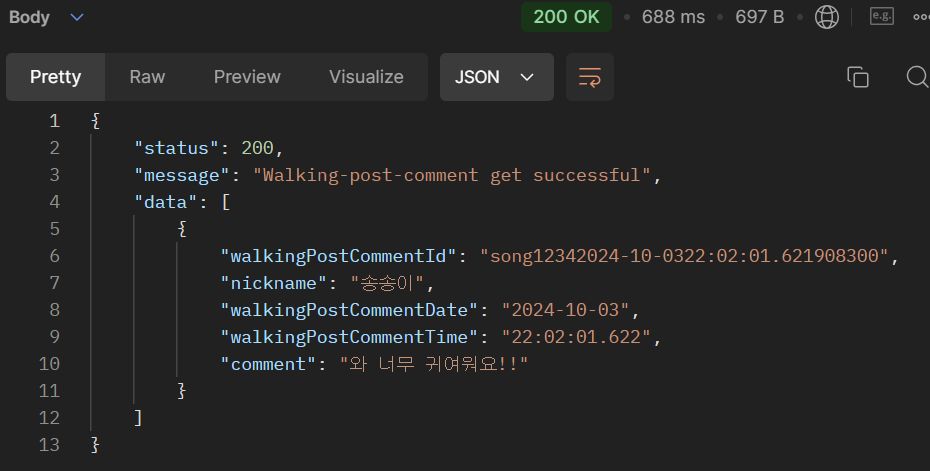 Body 200 OK • 688 ms • 697 B • e.g.
Pretty Raw Preview Visualize JSON
1 {
2 "status": 200,
3 "message": "Walking-post-comment get successful",
4 "data": [
5 {
6 "walkingPostCommentId": "song12342024-10-0322:02:01.621908300",
7 "nickname": "송송이",
8 "walkingPostCommentDate": "2024-10-03",
9 "walkingPostCommentTime": "22:02:01.622",
10 "comment": "와 너무 귀여워요!!"
11 }
12 ]
13 }